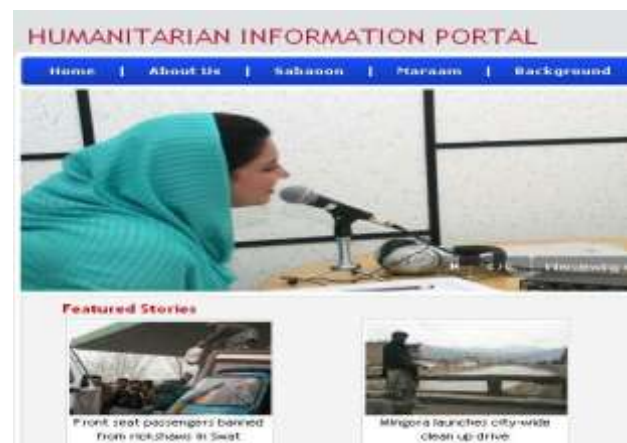 HUMANITARIAN INFORMATION PORTAL
Home | About Us | Sabaoon | Maraam | Background
Featured Stories
Front seat passengers banned
from rickshaws in Swat
Mingora launches city-wide
clean up drive